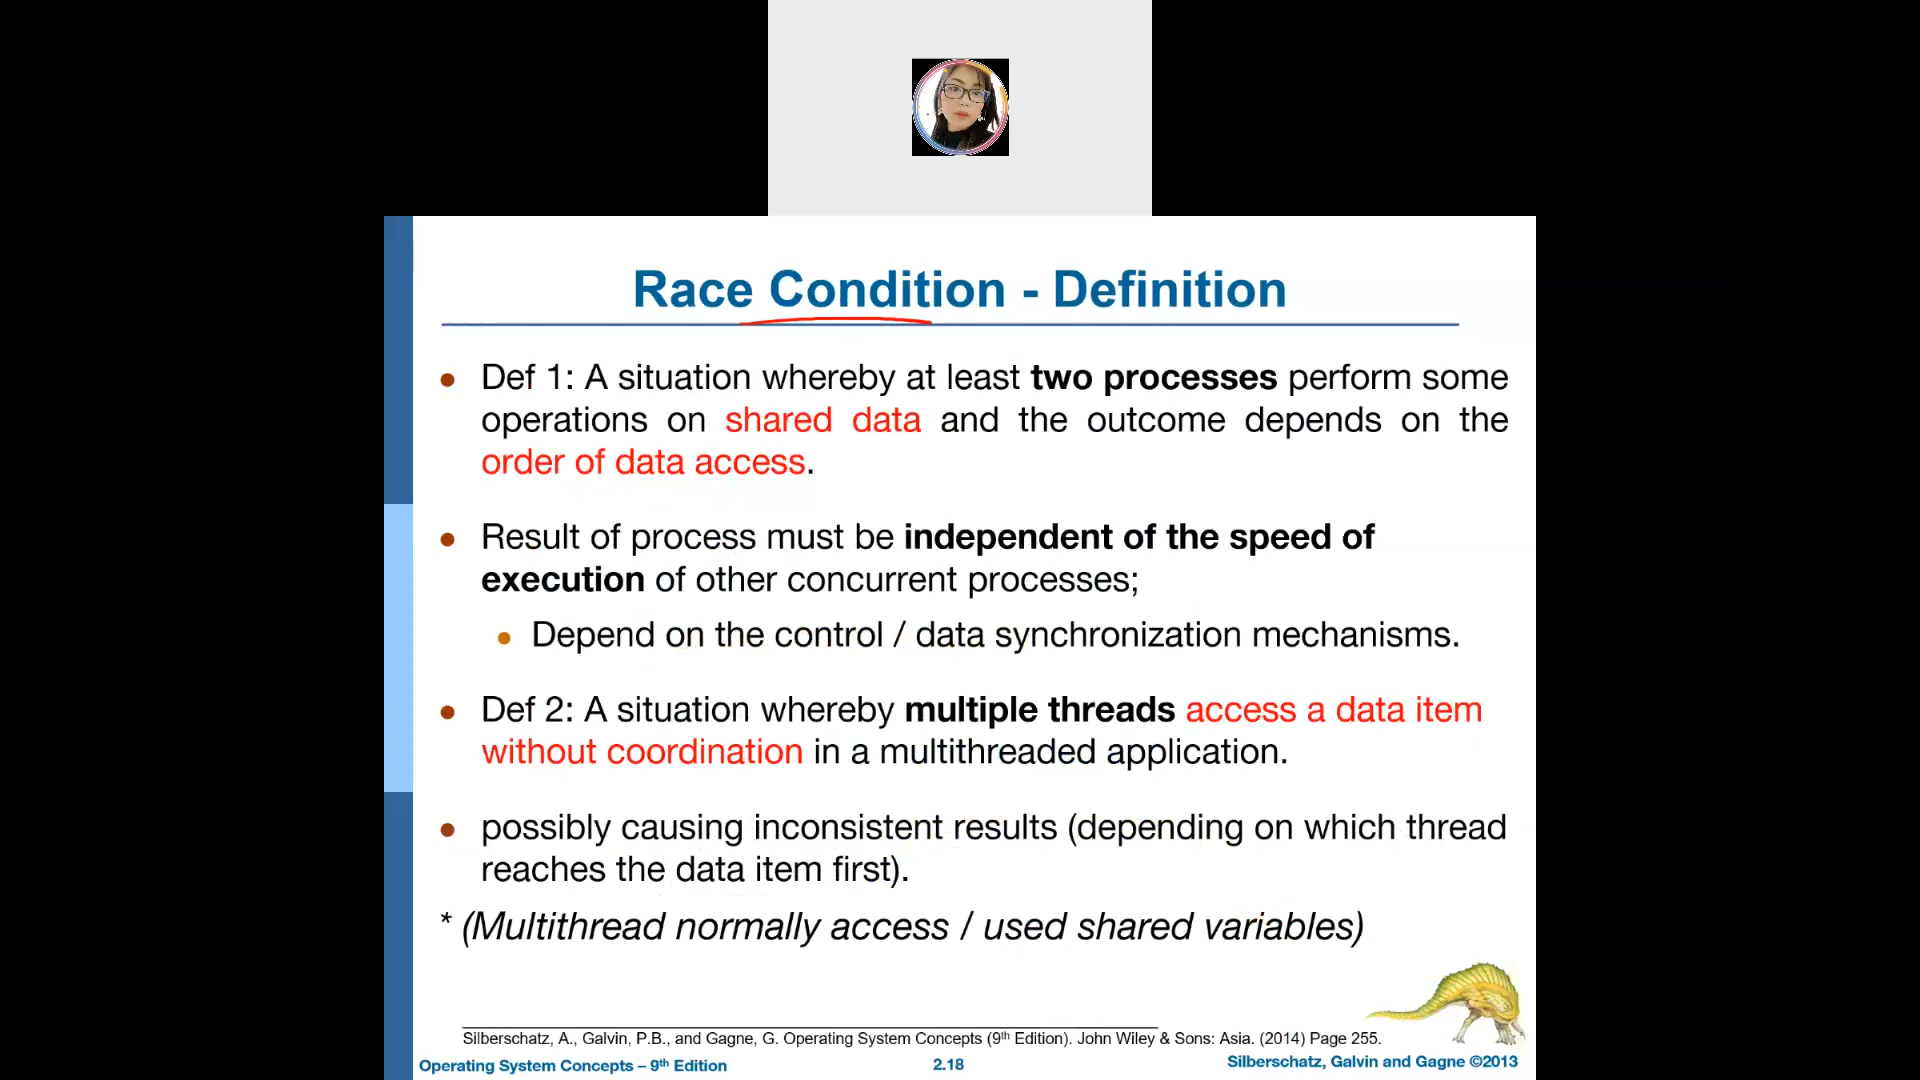 Race Condition - Definition
• Def 1: A situation whereby at least two processes perform some
operations on shared data and the outcome depends on the
order of data access.
• Result of process must be independent of the speed of
execution of other concurrent processes;
• Depend on the control / data synchronization mechanisms.
• Def 2: A situation whereby multiple threads access a data item
without coordination in a multithreaded application.
• possibly causing inconsistent results (depending on which thread
reaches the data item first).
* (Multithread normally access / used shared variables)
Silberschatz, A., Galvin, P.B., and Gagne, G. Operating System Concepts (9th Edition). John Wiley & Sons: Asia. (2014) Page 255.
Operating System Concepts – 9th Edition
2.18
Silberschatz, Galvin and Gagne ©2013